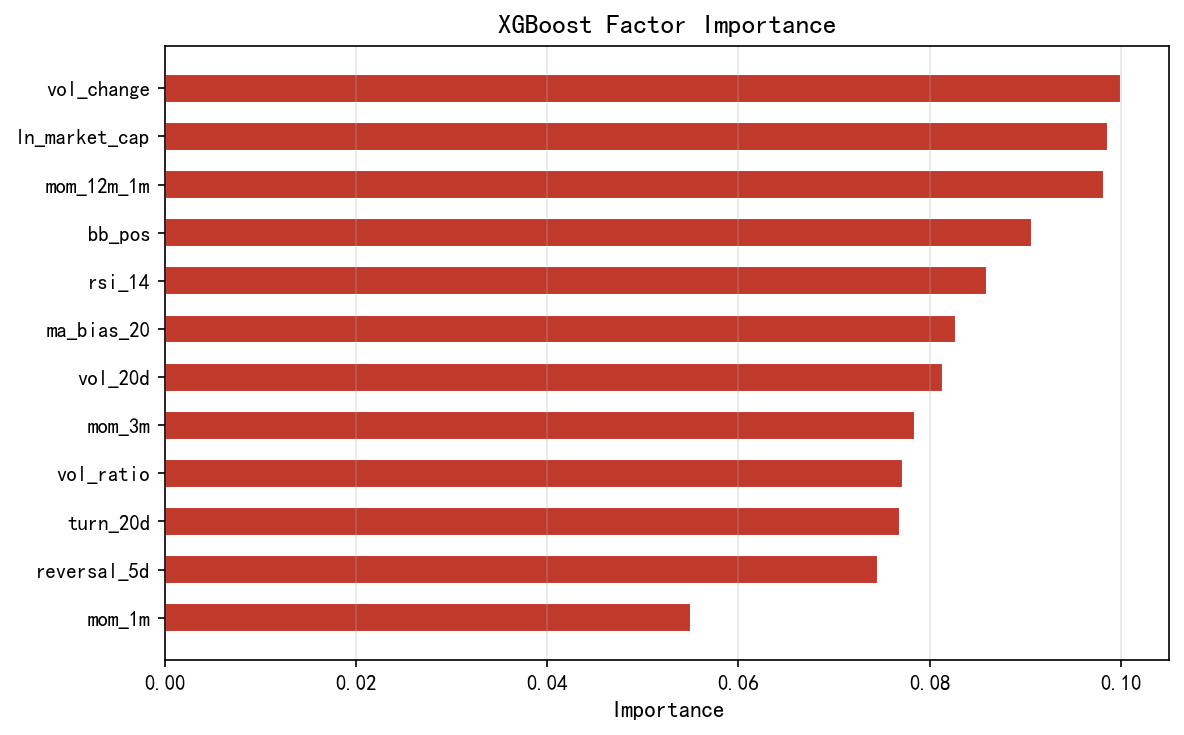 XGBoost Factor Importance
vol_change
ln_market_cap
mom_12m_1m
bb_pos
rsi_14
ma_bias_20
vol_20d
mom_3m
vol_ratio
turn_20d
reversal_5d
mom_1m
0.00 0.02 0.04 0.06 0.08 0.10
Importance